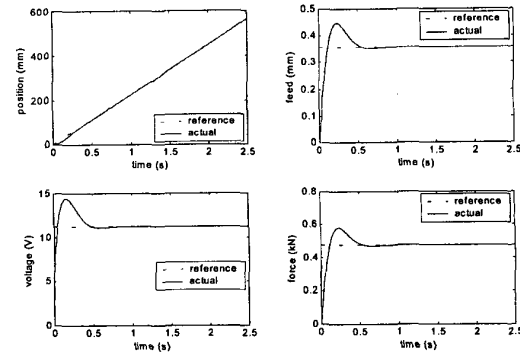 600
400
200
0
position (mm)
reference
actual
0 0.5 1 1.5 2 2.5
time (s)
0.5
0.4
0.3
0.2
0.1
0
feed (mm)
reference
actual
0 0.5 1 1.5 2 2.5
time (s)
15
10
5
0
voltage (V)
reference
actual
0 0.5 1 1.5 2 2.5
time (s)
0.8
0.6
0.4
0.2
0
force (kN)
reference
actual
0 0.5 1 1.5 2 2.5
time (s)